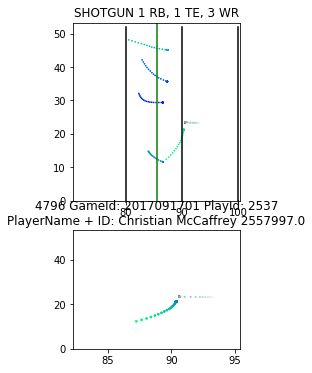 SHOTGUN 1 RB, 1 TE, 3 WR
50
40
30
20
10
0
80 90 100
4796 GameId: 2017091701 PlayId: 2537
PlayerName + ID: Christian McCaffrey 2557997.0
40
20
0
85 90 95